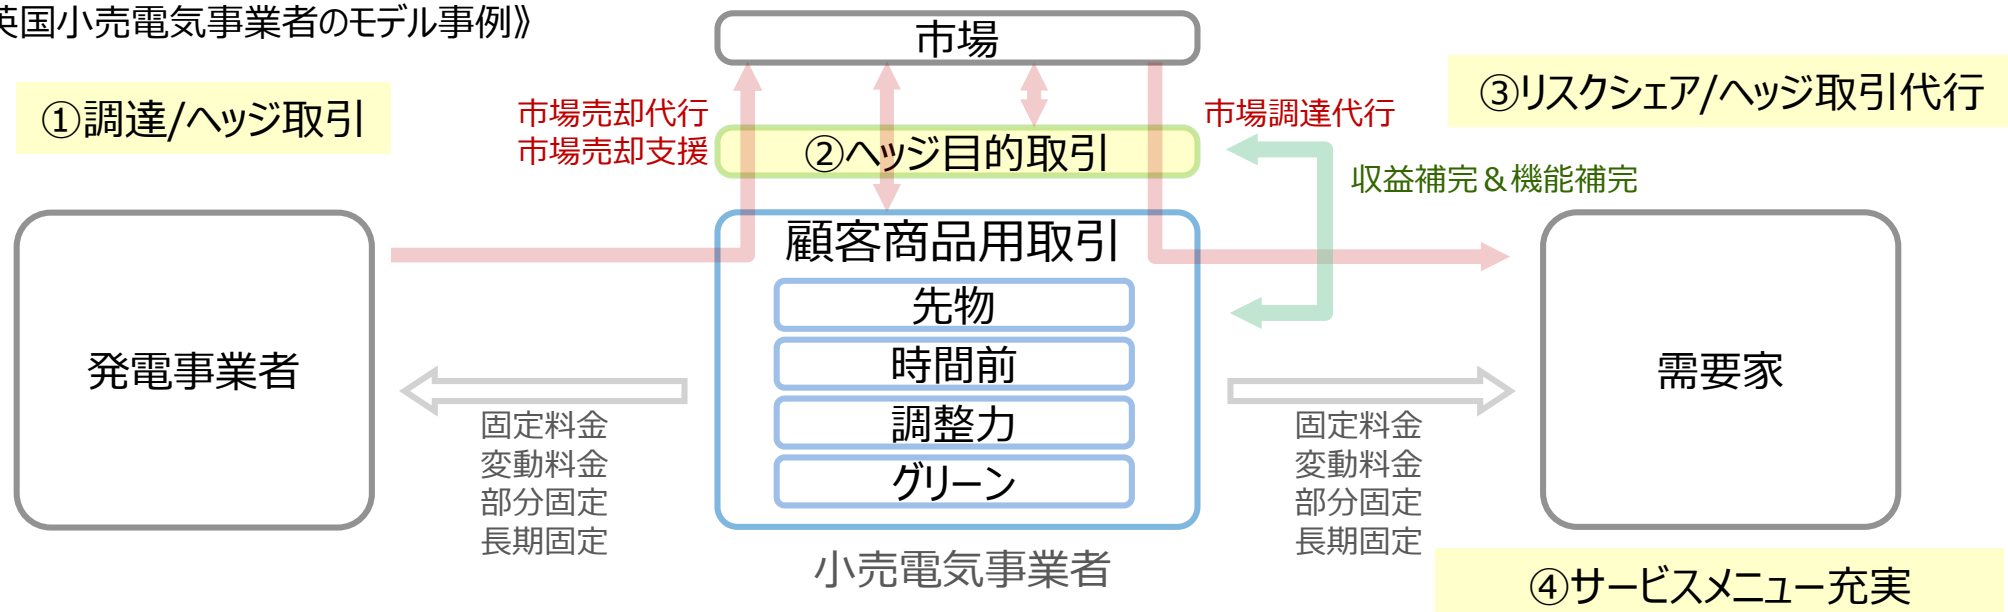 英国小売電気事業者のモデル事例》
市場
①調達/ヘッジ取引
市場売却代行
市場売却支援
②ヘッジ目的取引
市場調達代行
③リスクシェア/ヘッジ取引代行
収益補完＆機能補完
顧客商品用取引
先物
時間前
調整力
グリーン
発電事業者
需要家
固定料金
変動料金
部分固定
長期固定
固定料金
変動料金
部分固定
長期固定
小売電気事業者
④サービスメニュー充実